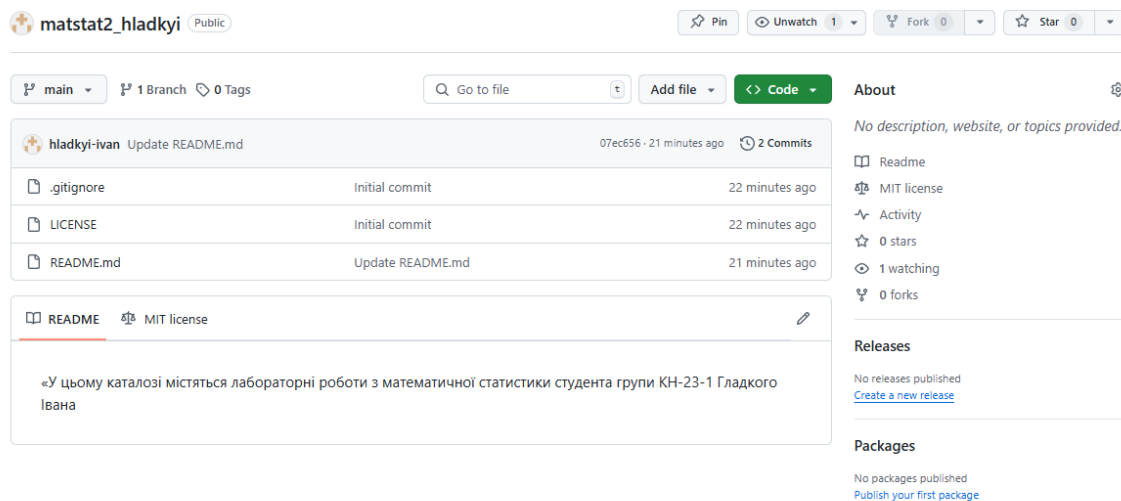 matstat2_hladkyi Public
Pin Unwatch 1 Fork 0 Star 0
main 1 Branch 0 Tags Go to file t Add file Code
hladkyi-ivan Update README.md 07ec656 · 21 minutes ago 2 Commits
.gitignore Initial commit 22 minutes ago
LICENSE Initial commit 22 minutes ago
README.md Update README.md 21 minutes ago
README MIT license
«У цьому каталозі містяться лабораторні роботи з математичної статистики студента групи КН-23-1 Гладкого
Івана
About
No description, website, or topics provided.
Readme
MIT license
Activity
0 stars
1 watching
0 forks
Releases
No releases published
Create a new release
Packages
No packages published
Publish your first package